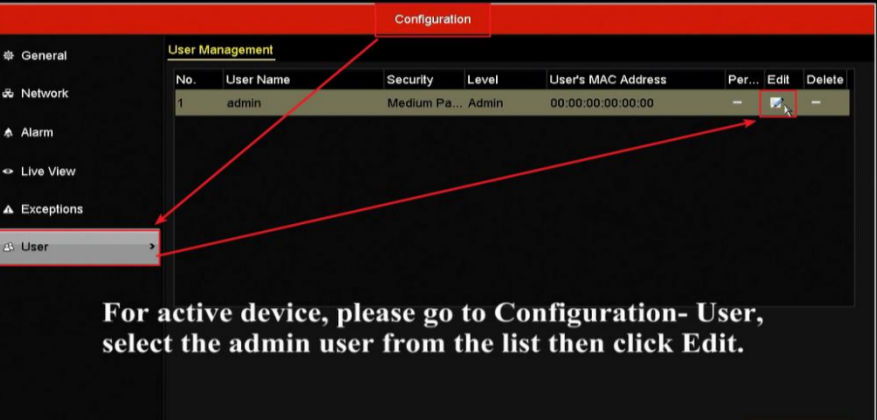 Configuration
General
Network
Alarm
Live View
Exceptions
User
User Management
No. User Name Security Level User's MAC Address Per... Edit Delete
1 admin Medium Pa... Admin 00:00:00:00:00:00
For active device, please go to Configuration- User,
select the admin user from the list then click Edit.